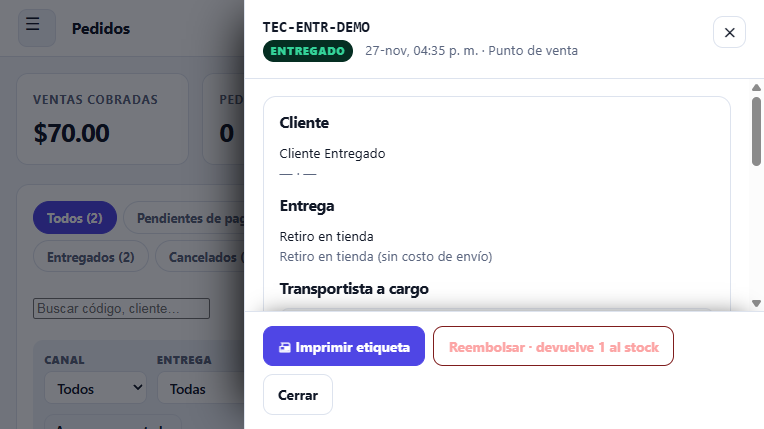 ☰ Pedidos
VENTAS COBRADAS
$70.00
PED
0
Todos (2)
Pendientes de pag
Entregados (2)
Cancelados (
Buscar código, cliente…
CANAL
ENTREGA
Todos
Todas
TEC-ENTR-DEMO
ENTREGADO
27-nov, 04:35 p. m. · Punto de venta
✕
Cliente
Cliente Entregado
— · —
Entrega
Retiro en tienda
Retiro en tienda (sin costo de envío)
Transportista a cargo
Imprimir etiqueta
Reembolsar · devuelve 1 al stock
Cerrar